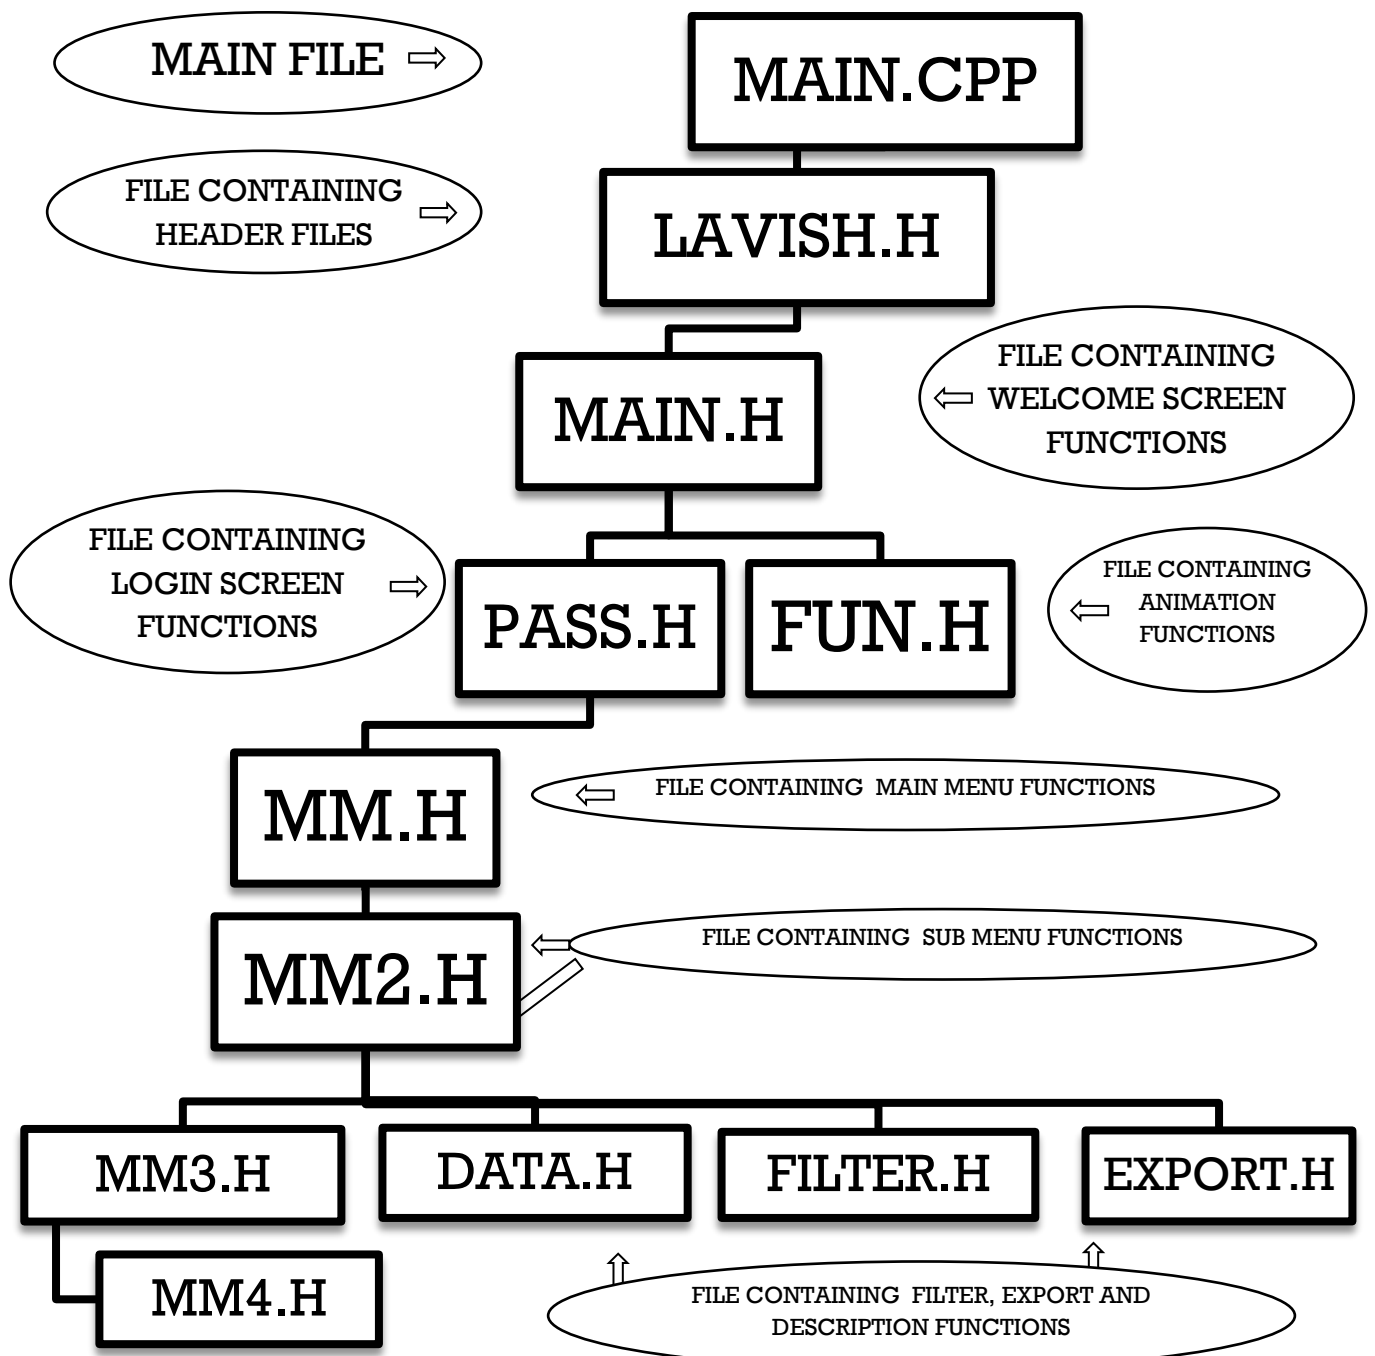 MAIN FILE
MAIN.CPP
FILE CONTAINING
HEADER FILES
LAVISH.H
MAIN.H
FILE CONTAINING
WELCOME SCREEN
FUNCTIONS
FILE CONTAINING
LOGIN SCREEN
FUNCTIONS
PASS.H
FUN.H
FILE CONTAINING
ANIMATION
FUNCTIONS
MM.H
FILE CONTAINING MAIN MENU FUNCTIONS
MM2.H
FILE CONTAINING SUB MENU FUNCTIONS
MM3.H
DATA.H
FILTER.H
EXPORT.H
MM4.H
FILE CONTAINING FILTER, EXPORT AND
DESCRIPTION FUNCTIONS